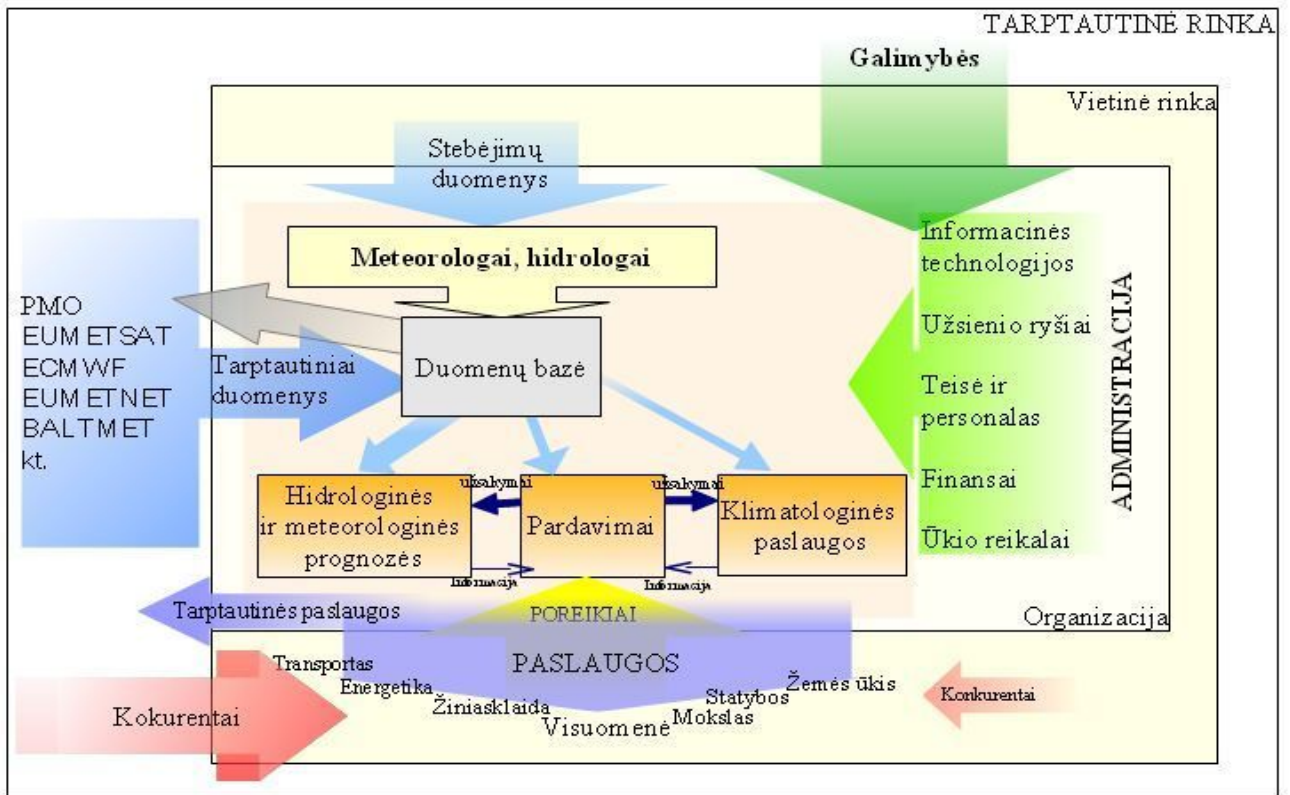 TARPTAUTINĖ RINKA
Galimybės
Vietinė rinka
Stebėjimų
duomenys
Meteorologai, hidrologai
Informacinės
technologijos
Užsienio ryšiai
Teisė ir
personalas
Finansai
Ūkio reikalai
ADMINISTRACIJA
PMO
EUMETSAT
ECMWF
EUMETNET
BALTMET
kt.
Tarptautiniai
duomenys
Duomenų bazė
užsakymai
užsakymai
Hidrologinės
ir meteorologinės
prognozės
Pardavimai
Klimatologinės
paslaugos
Informacija
Informacija
Tarptautinės paslaugos
POREIKIAI
Organizacija
PASLAUGOS
Transportas
Energetika
Žiniasklaida
Visuomenė
Mokslas
Statybos
Žemės ūkis
Kokurentai
Konkurentai